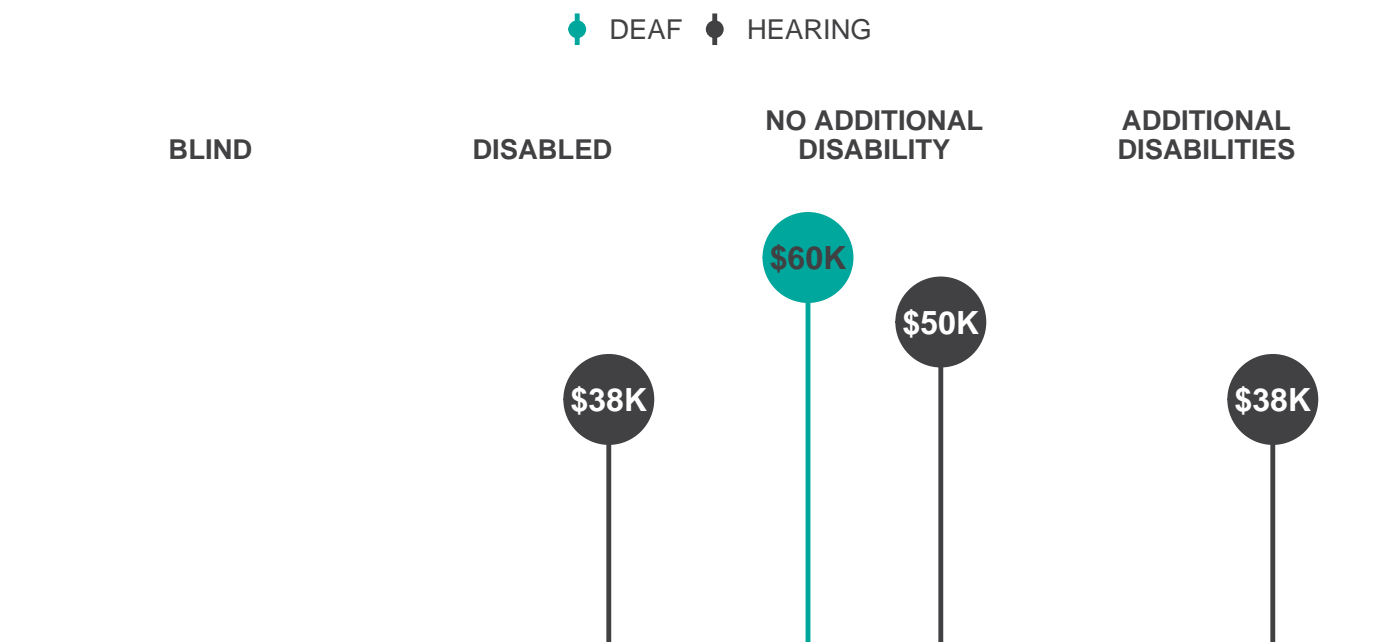 DEAF HEARING
BLIND
DISABLED
NO ADDITIONAL
DISABILITY
ADDITIONAL
DISABILITIES
$60K
$50K
$38K
$38K